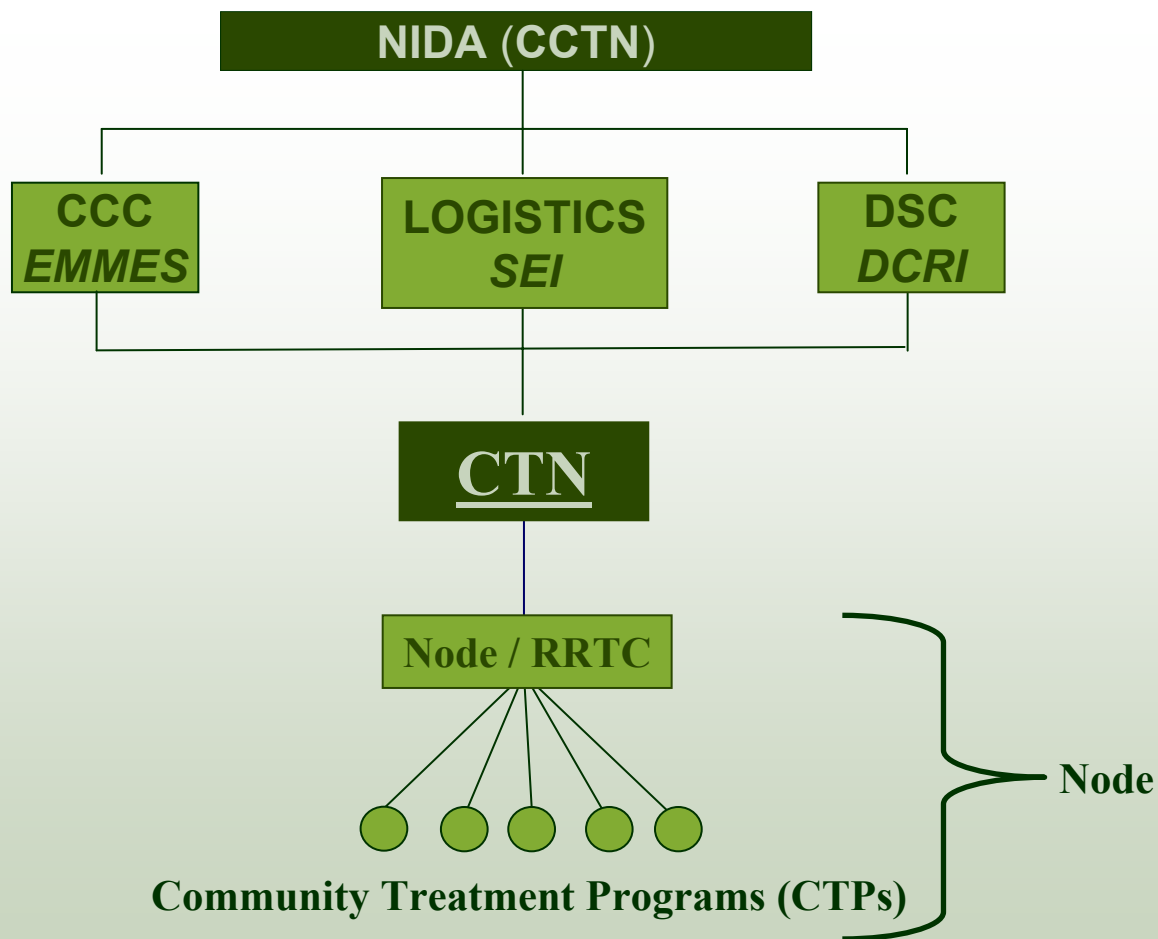 NIDA (CCTN)
CCC
EMMES
LOGISTICS
SEI
DSC
DCRI
CTN
Node / RRTC
Node
Community Treatment Programs (CTPs)